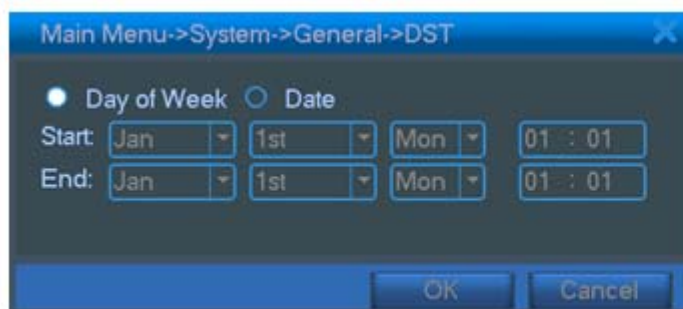 Main Menu->System->General->DST
Day of Week Date
Start: Jan 1st Mon 01 : 01
End: Jan 1st Mon 01 : 01
OK Cancel